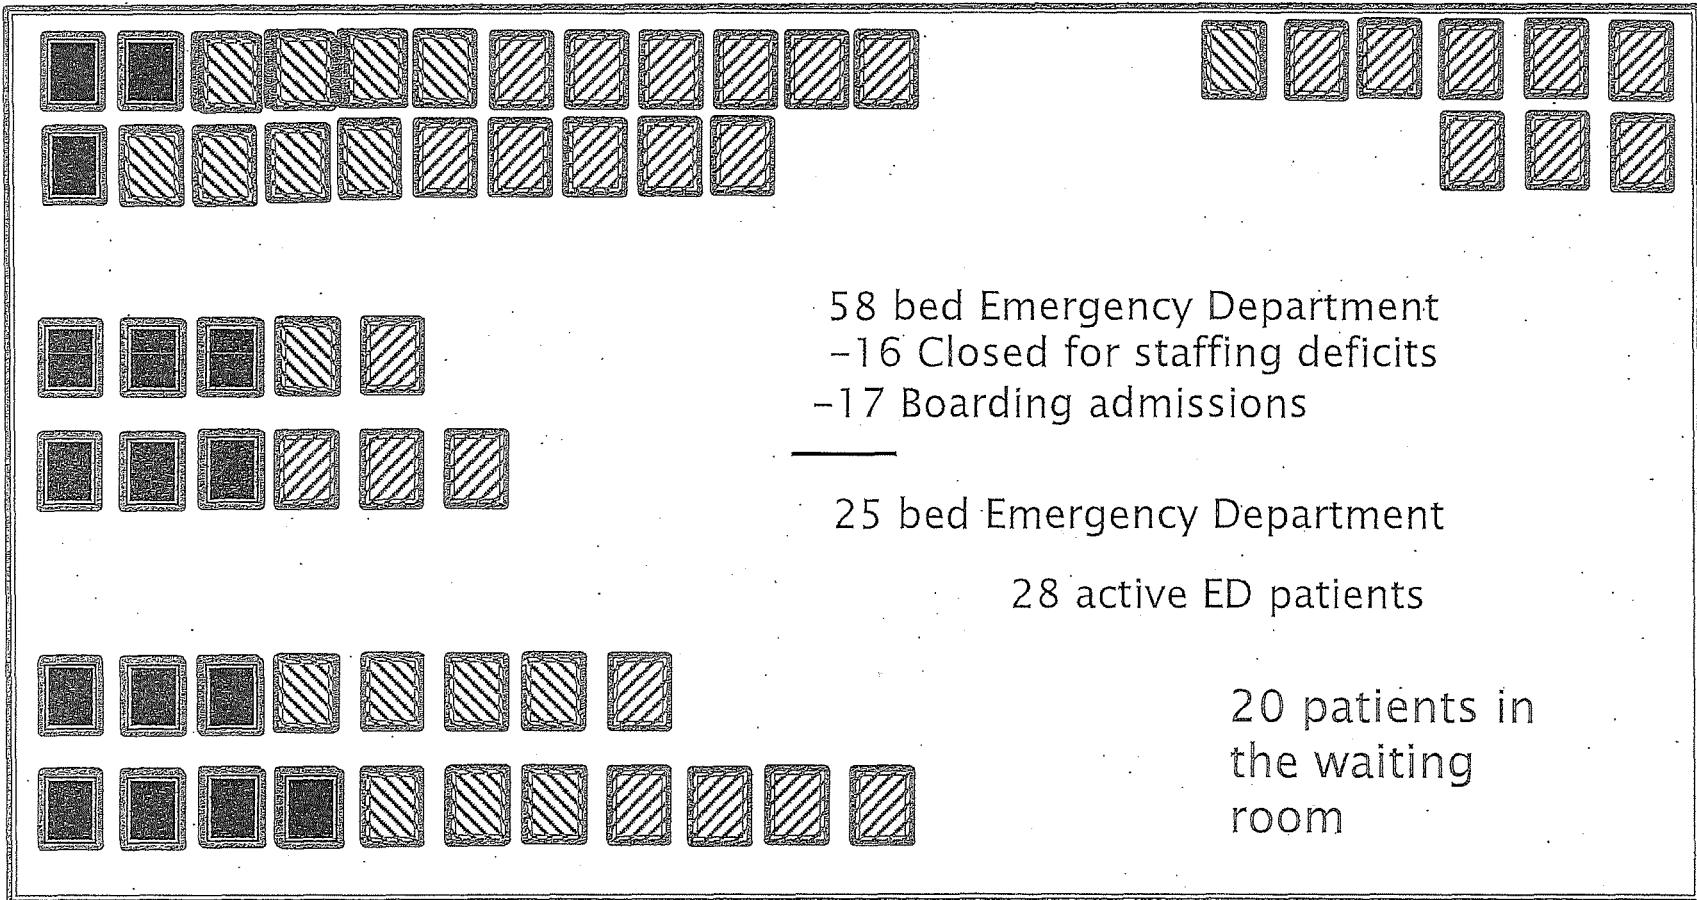 58 bed Emergency Department
-16 Closed for staffing deficits
-17 Boarding admissions
25 bed Emergency Department
28 active ED patients
20 patients in
the waiting
room